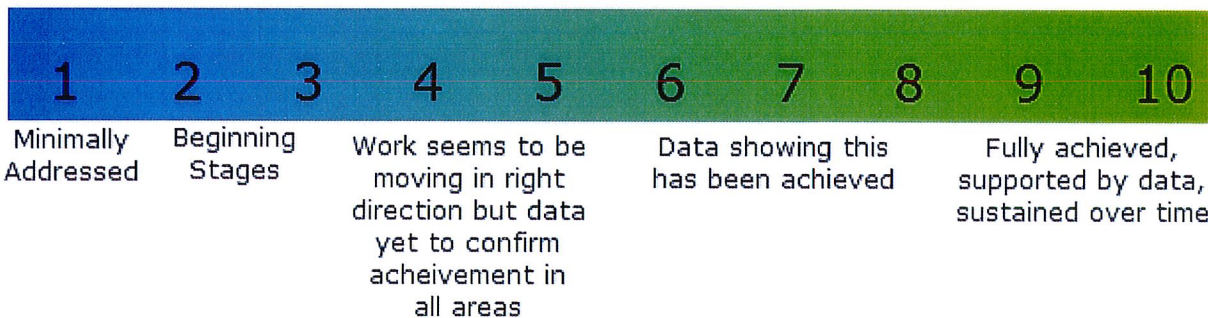 1 2 3 4 5 6 7 8 9 10
Minimally
Addressed
Beginning
Stages
Work seems to be
moving in right
direction but data
yet to confirm
acheivement in
all areas
Data showing this
has been achieved
Fully achieved,
supported by data,
sustained over time